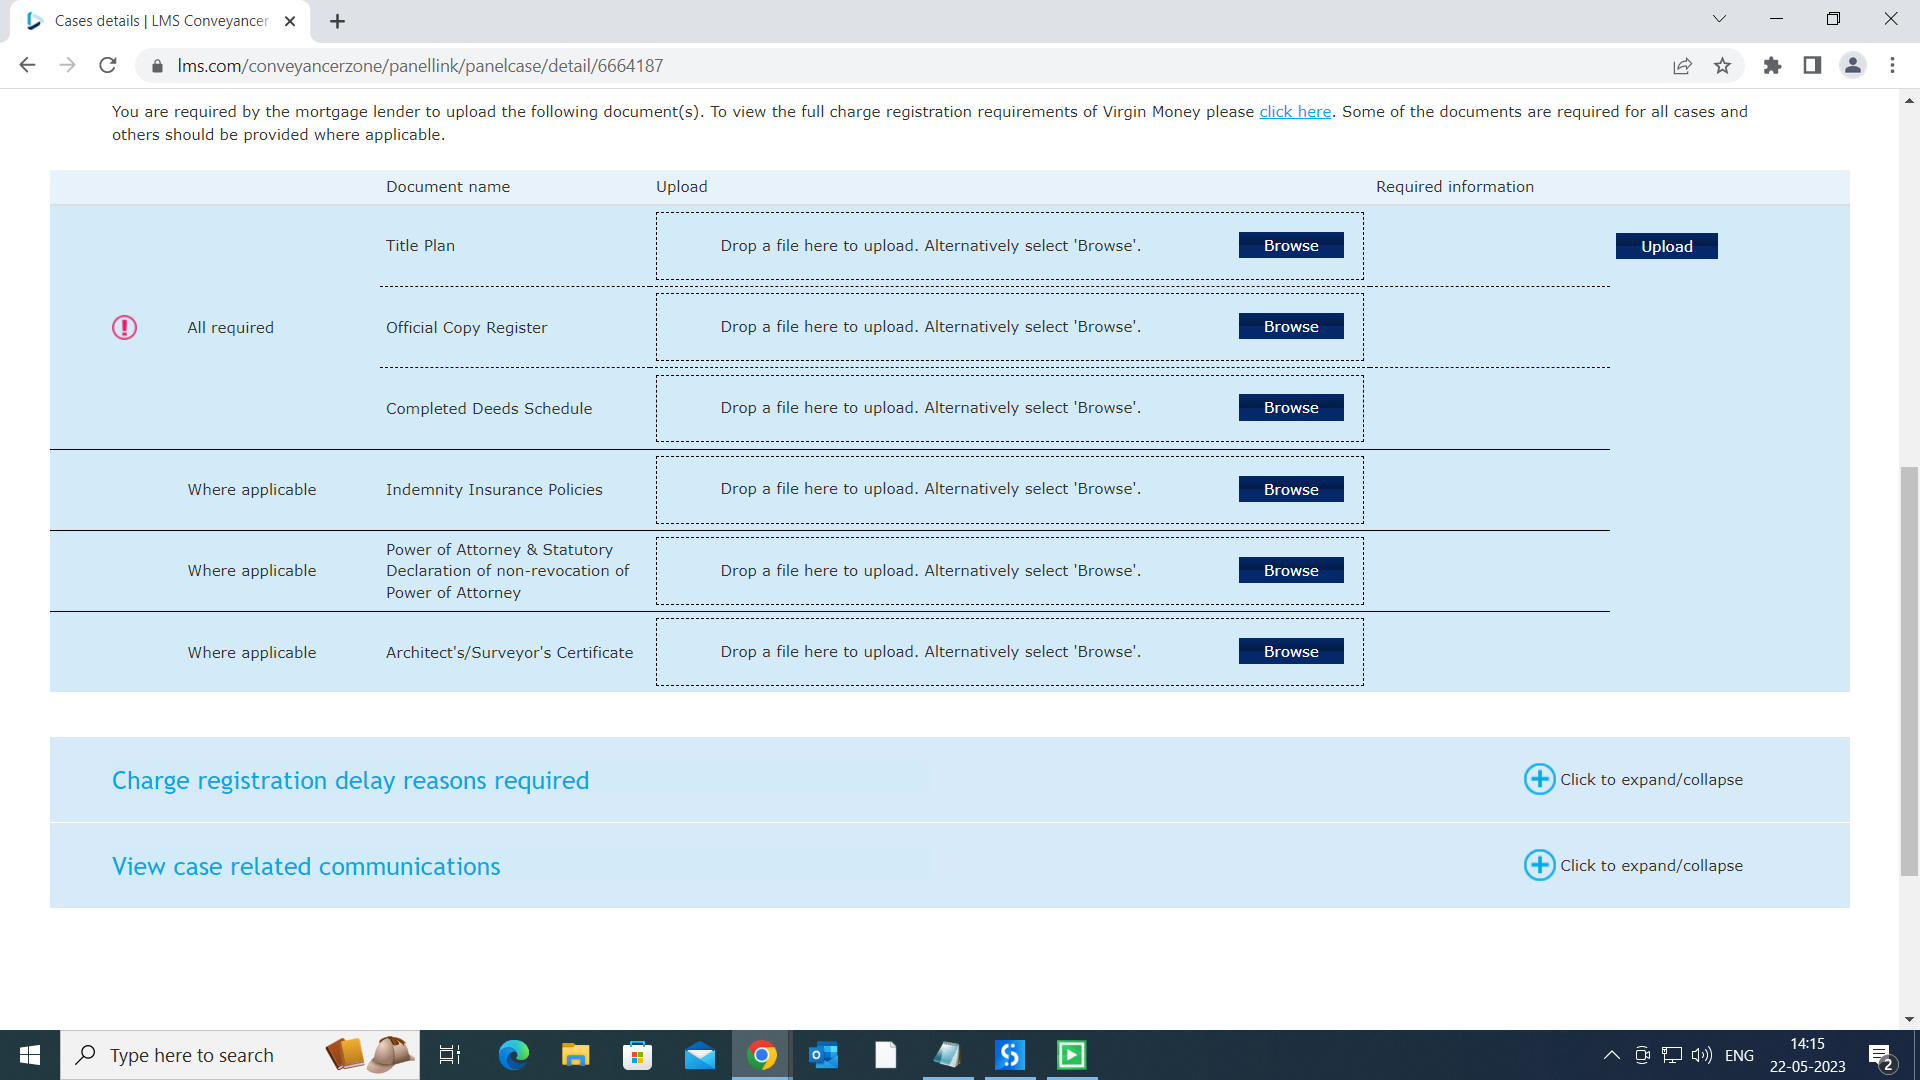 Cases details | LMS Conveyancer
lms.com/conveyancerzone/panellink/panelcase/detail/6664187
You are required by the mortgage lender to upload the following document(s). To view the full charge registration requirements of Virgin Money please click here. Some of the documents are required for all cases and
others should be provided where applicable.
Document name Upload Required information
Title Plan Drop a file here to upload. Alternatively select 'Browse'. Browse Upload
All required Official Copy Register Drop a file here to upload. Alternatively select 'Browse'. Browse
Completed Deeds Schedule Drop a file here to upload. Alternatively select 'Browse'. Browse
Where applicable Indemnity Insurance Policies Drop a file here to upload. Alternatively select 'Browse'. Browse
Power of Attorney & Statutory
Where applicable Declaration of non-revocation of Drop a file here to upload. Alternatively select 'Browse'. Browse
Power of Attorney
Where applicable Architect's/Surveyor's Certificate Drop a file here to upload. Alternatively select 'Browse'. Browse
Charge registration delay reasons required Click to expand/collapse
View case related communications Click to expand/collapse
Type here to search
ENG
14:15
22-05-2023
2